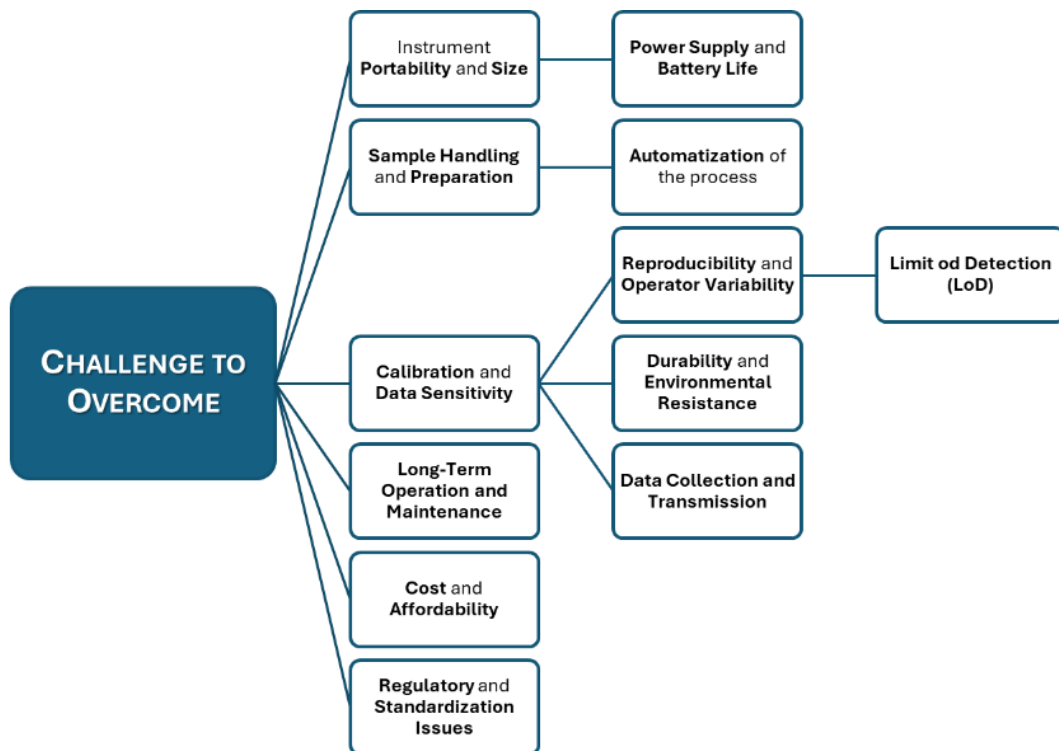 Instrument
Portability and Size
Power Supply and
Battery Life
Sample Handling
and Preparation
Automatization of
the process
Reproducibility and
Operator Variability
Limit od Detection
(LoD)
CHALLENGE TO
OVERCOME
Calibration and
Data Sensitivity
Durability and
Environmental
Resistance
Long-Term
Operation and
Maintenance
Data Collection and
Transmission
Cost and
Affordability
Regulatory and
Standardization
Issues